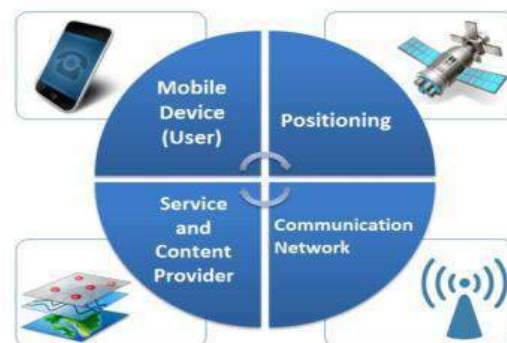 Mobile
Device
(User)
Positioning
Service
and
Content
Provider
Communication
Network